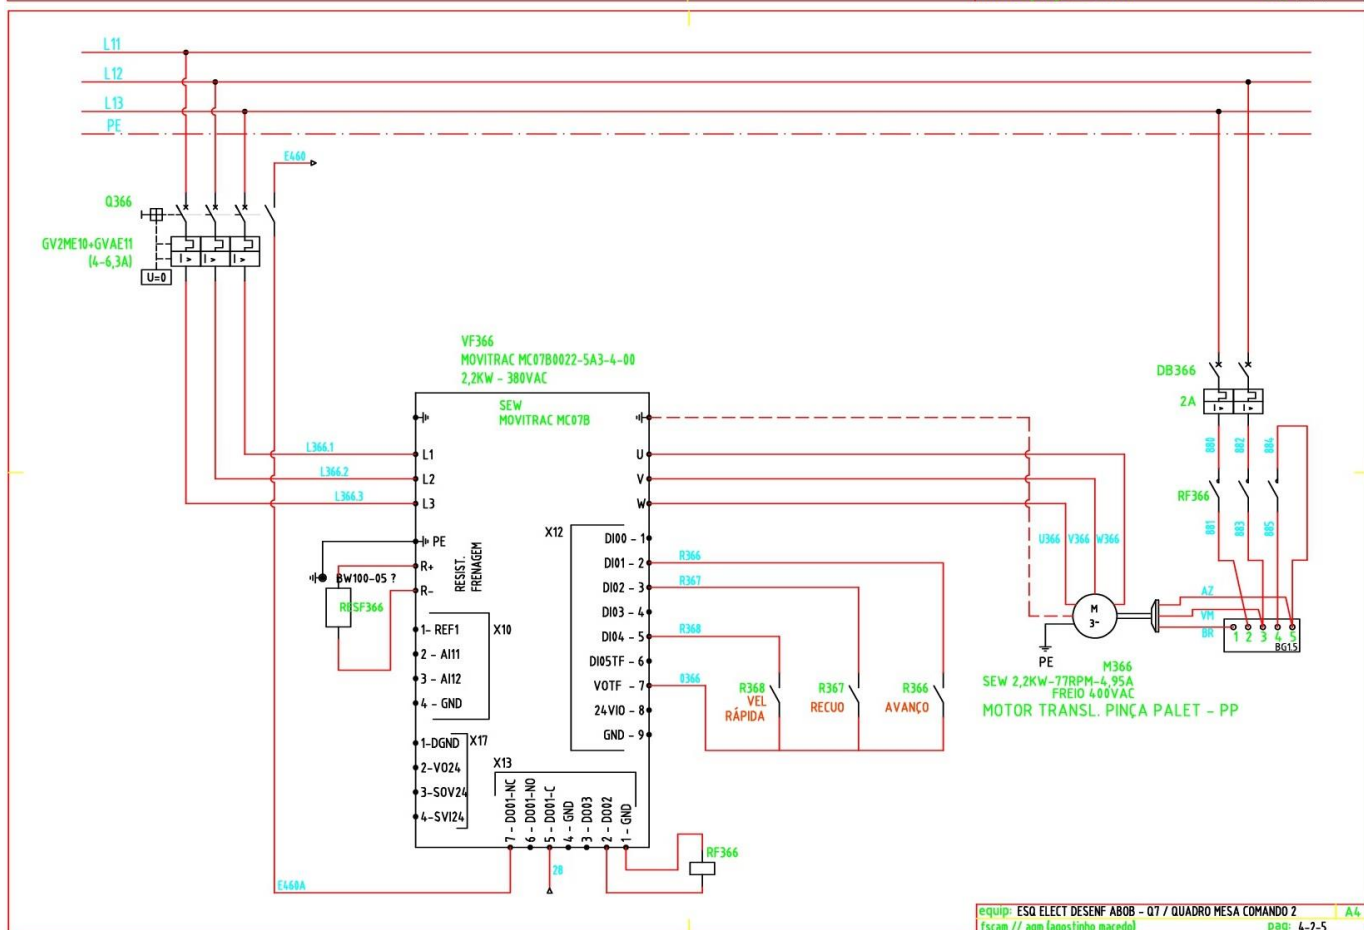 L11
L12
L13
PE
E460
Q366
GV2ME10+GVAE11
(4-6,3A)
I >
I >
I >
U=0
VF366
MOVITRAC MC07B0022-5A3-4-00
2,2KW - 380VAC
SEW
MOVITRAC MC07B
L366.1
L366.2
L366.3
L1
L2
L3
PE
R+
R-
RESIST.
FRENAGEM
BW100-05 ?
RESF366
1- REF1
2 - AI11
3 - AI12
4 - GND
X10
1-DGND
2-VO24
3-SOV24
4-SVI24
X17
U
V
W
X12
DI00 - 1
DI01 - 2
DI02 - 3
DI03 - 4
DI04 - 5
DI05TF - 6
VOTF - 7
24VIO - 8
GND - 9
X13
7 - DO01-NC
6 - DO01-NO
5 - DO01-C
4 - GND
3 - DO03
2 - DO02
1 - GND
R366
R367
R368
0366
R368
VEL
RÁPIDA
R367
RECUO
R366
AVANÇO
RF366
E460A
28
U366
V366
W366
M
3~
PE
M366
SEW 2,2KW-77RPM-4,95A
FREIO 400VAC
MOTOR TRANSL. PINÇA PALET - PP
DB366
2A
I >
I >
880
882
884
RF366
881
883
885
AZ
VM
BR
1 2 3 4 5
BG1.5
equip: ESQ ELECT DESENF ABOB - Q7 / QUADRO MESA COMANDO 2
A4
fscam // agm (agostinho macedo)
pag: 4-2-5